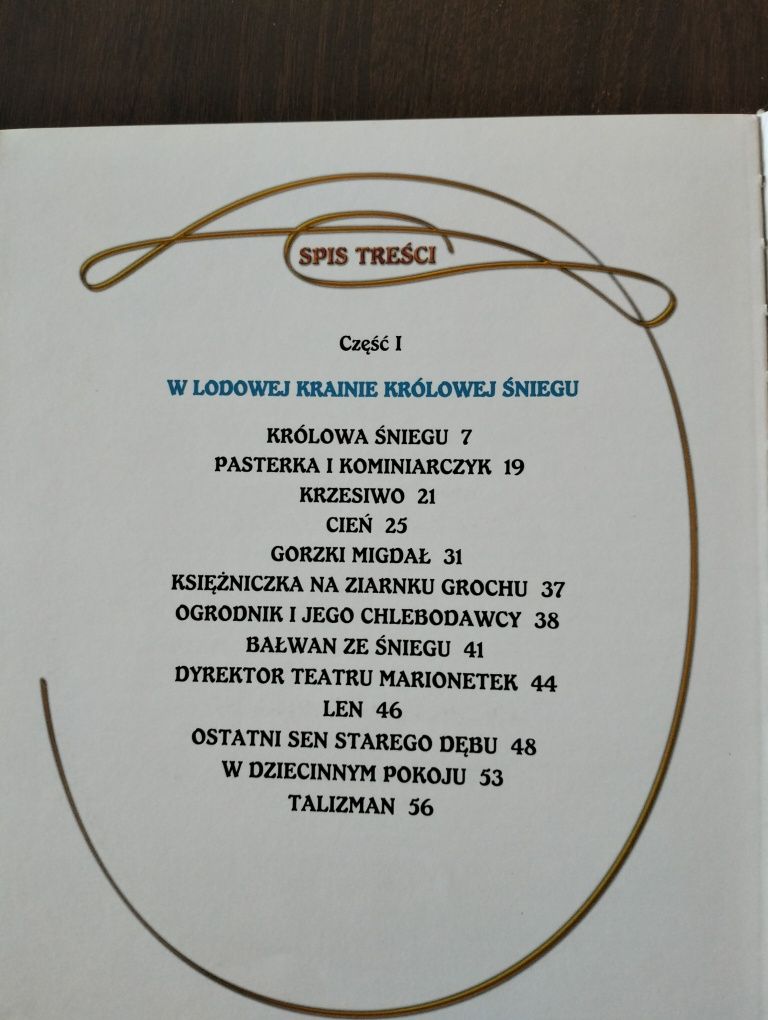 SPIS TREŚCI
Część I
W LODOWEJ KRAINIE KRÓLOWEJ ŚNIEGU
KRÓLOWA ŚNIEGU 7
PASTERKA I KOMINIARCZYK 19
KRZESIWO 21
CIEŃ 25
GORZKI MIGDAŁ 31
KSIĘŻNICZKA NA ZIARNKU GROCHU 37
OGRODNIK I JEGO CHLEBODAWCY 38
BAŁWAN ZE ŚNIEGU 41
DYREKTOR TEATRU MARIONETEK 44
LEN 46
OSTATNI SEN STAREGO DĘBU 48
W DZIECINNYM POKOJU 53
TALIZMAN 56